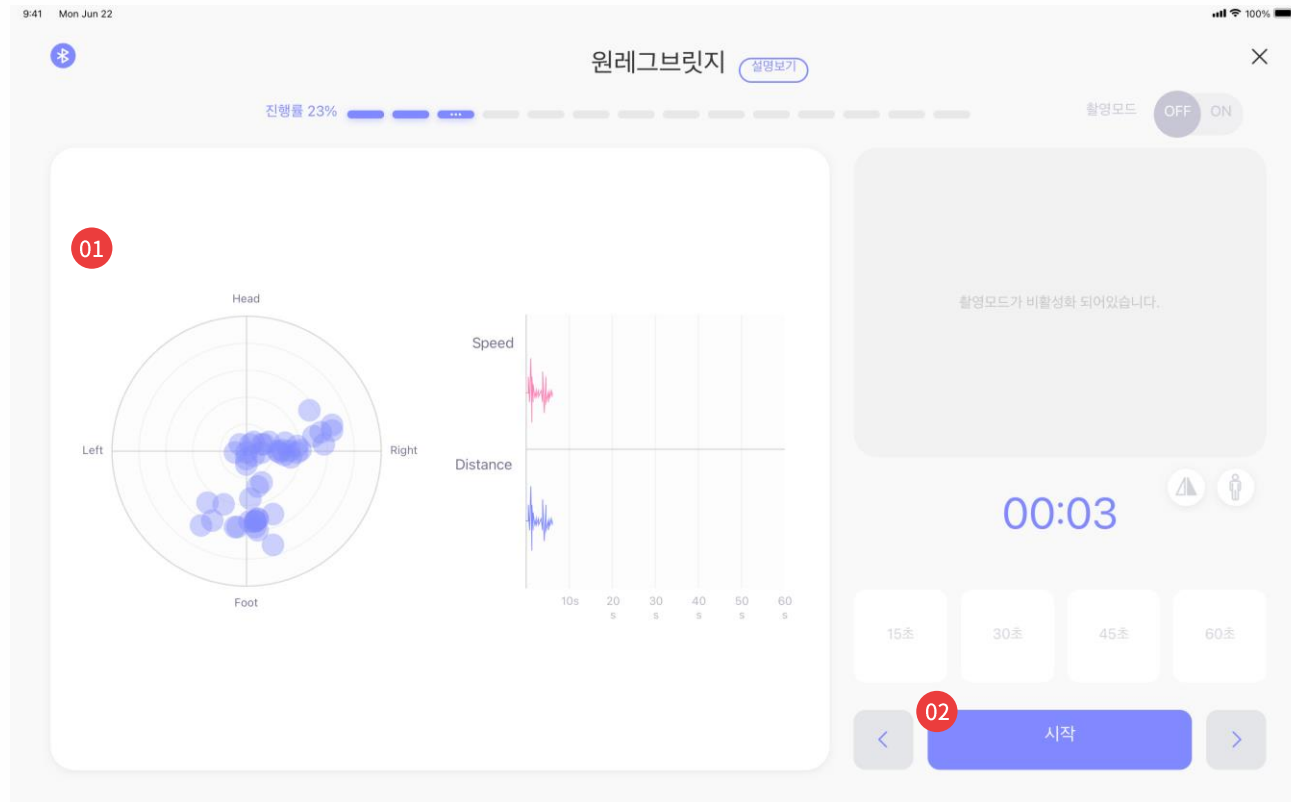 9:41 Mon Jun 22
100%
원레그브릿지 설명보기
진행률 23%
촬영모드 OFF ON
01
Head
Left
Right
Foot
Speed
Distance
10s 20 s 30 s 40 s 50 s 60 s
촬영모드가 비활성화 되어있습니다.
00:03
15초 30초 45초 60초
02
시작